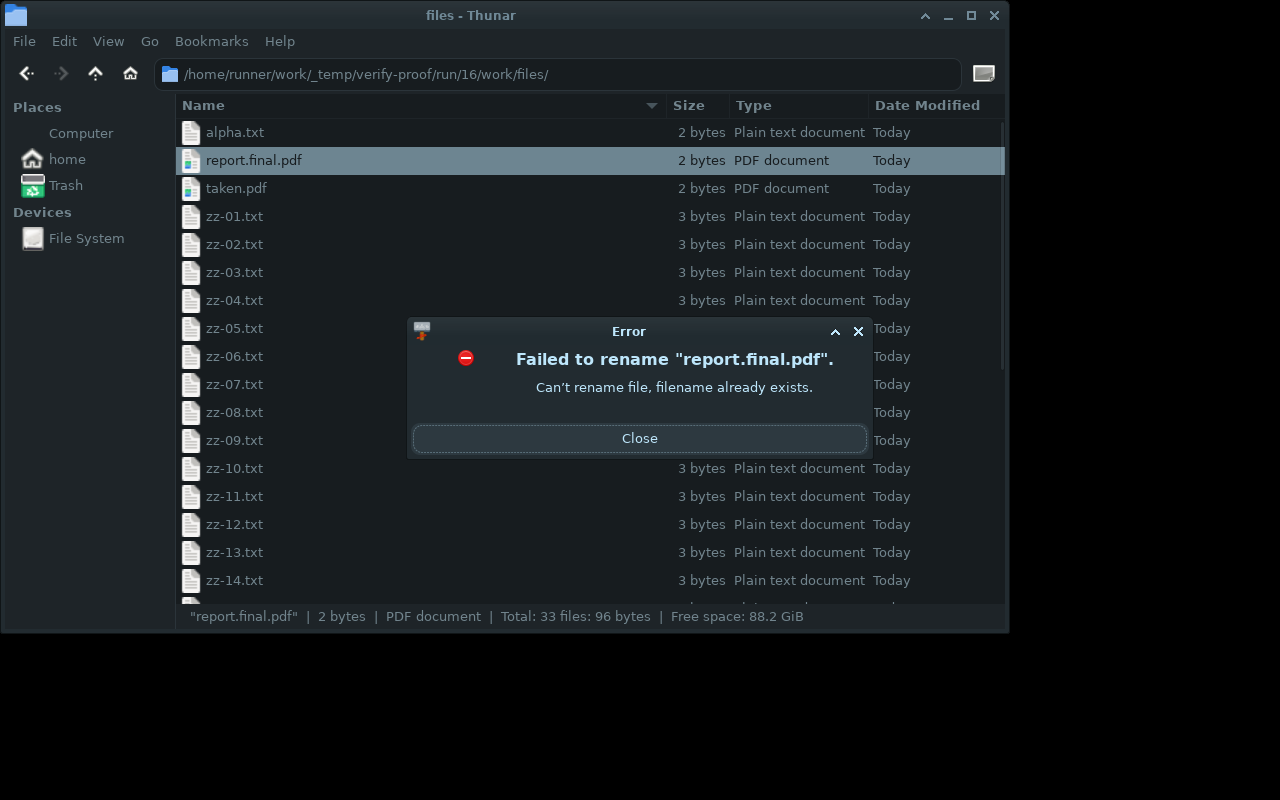 files - Thunar
File Edit View Go Bookmarks Help
/home/runner/work/_temp/verify-proof/run/16/work/files/
Places
Computer
home
Trash
Devices
File System
Name Size Type Date Modified
alpha.txt 2 bytes Plain text document Today
report.final.pdf 2 bytes PDF document Today
taken.pdf 2 bytes PDF document Today
zz-01.txt 3 bytes Plain text document Today
zz-02.txt 3 bytes Plain text document Today
zz-03.txt 3 bytes Plain text document Today
zz-04.txt 3 bytes Plain text document Today
zz-05.txt Today
zz-06.txt Today
zz-07.txt Today
zz-08.txt Today
zz-09.txt Today
zz-10.txt 3 bytes Plain text document Today
zz-11.txt 3 bytes Plain text document Today
zz-12.txt 3 bytes Plain text document Today
zz-13.txt 3 bytes Plain text document Today
zz-14.txt 3 bytes Plain text document Today
Error
Failed to rename "report.final.pdf".
Can’t rename file, filename already exists.
Close
"report.final.pdf" | 2 bytes | PDF document | Total: 33 files: 96 bytes | Free space: 88.2 GiB